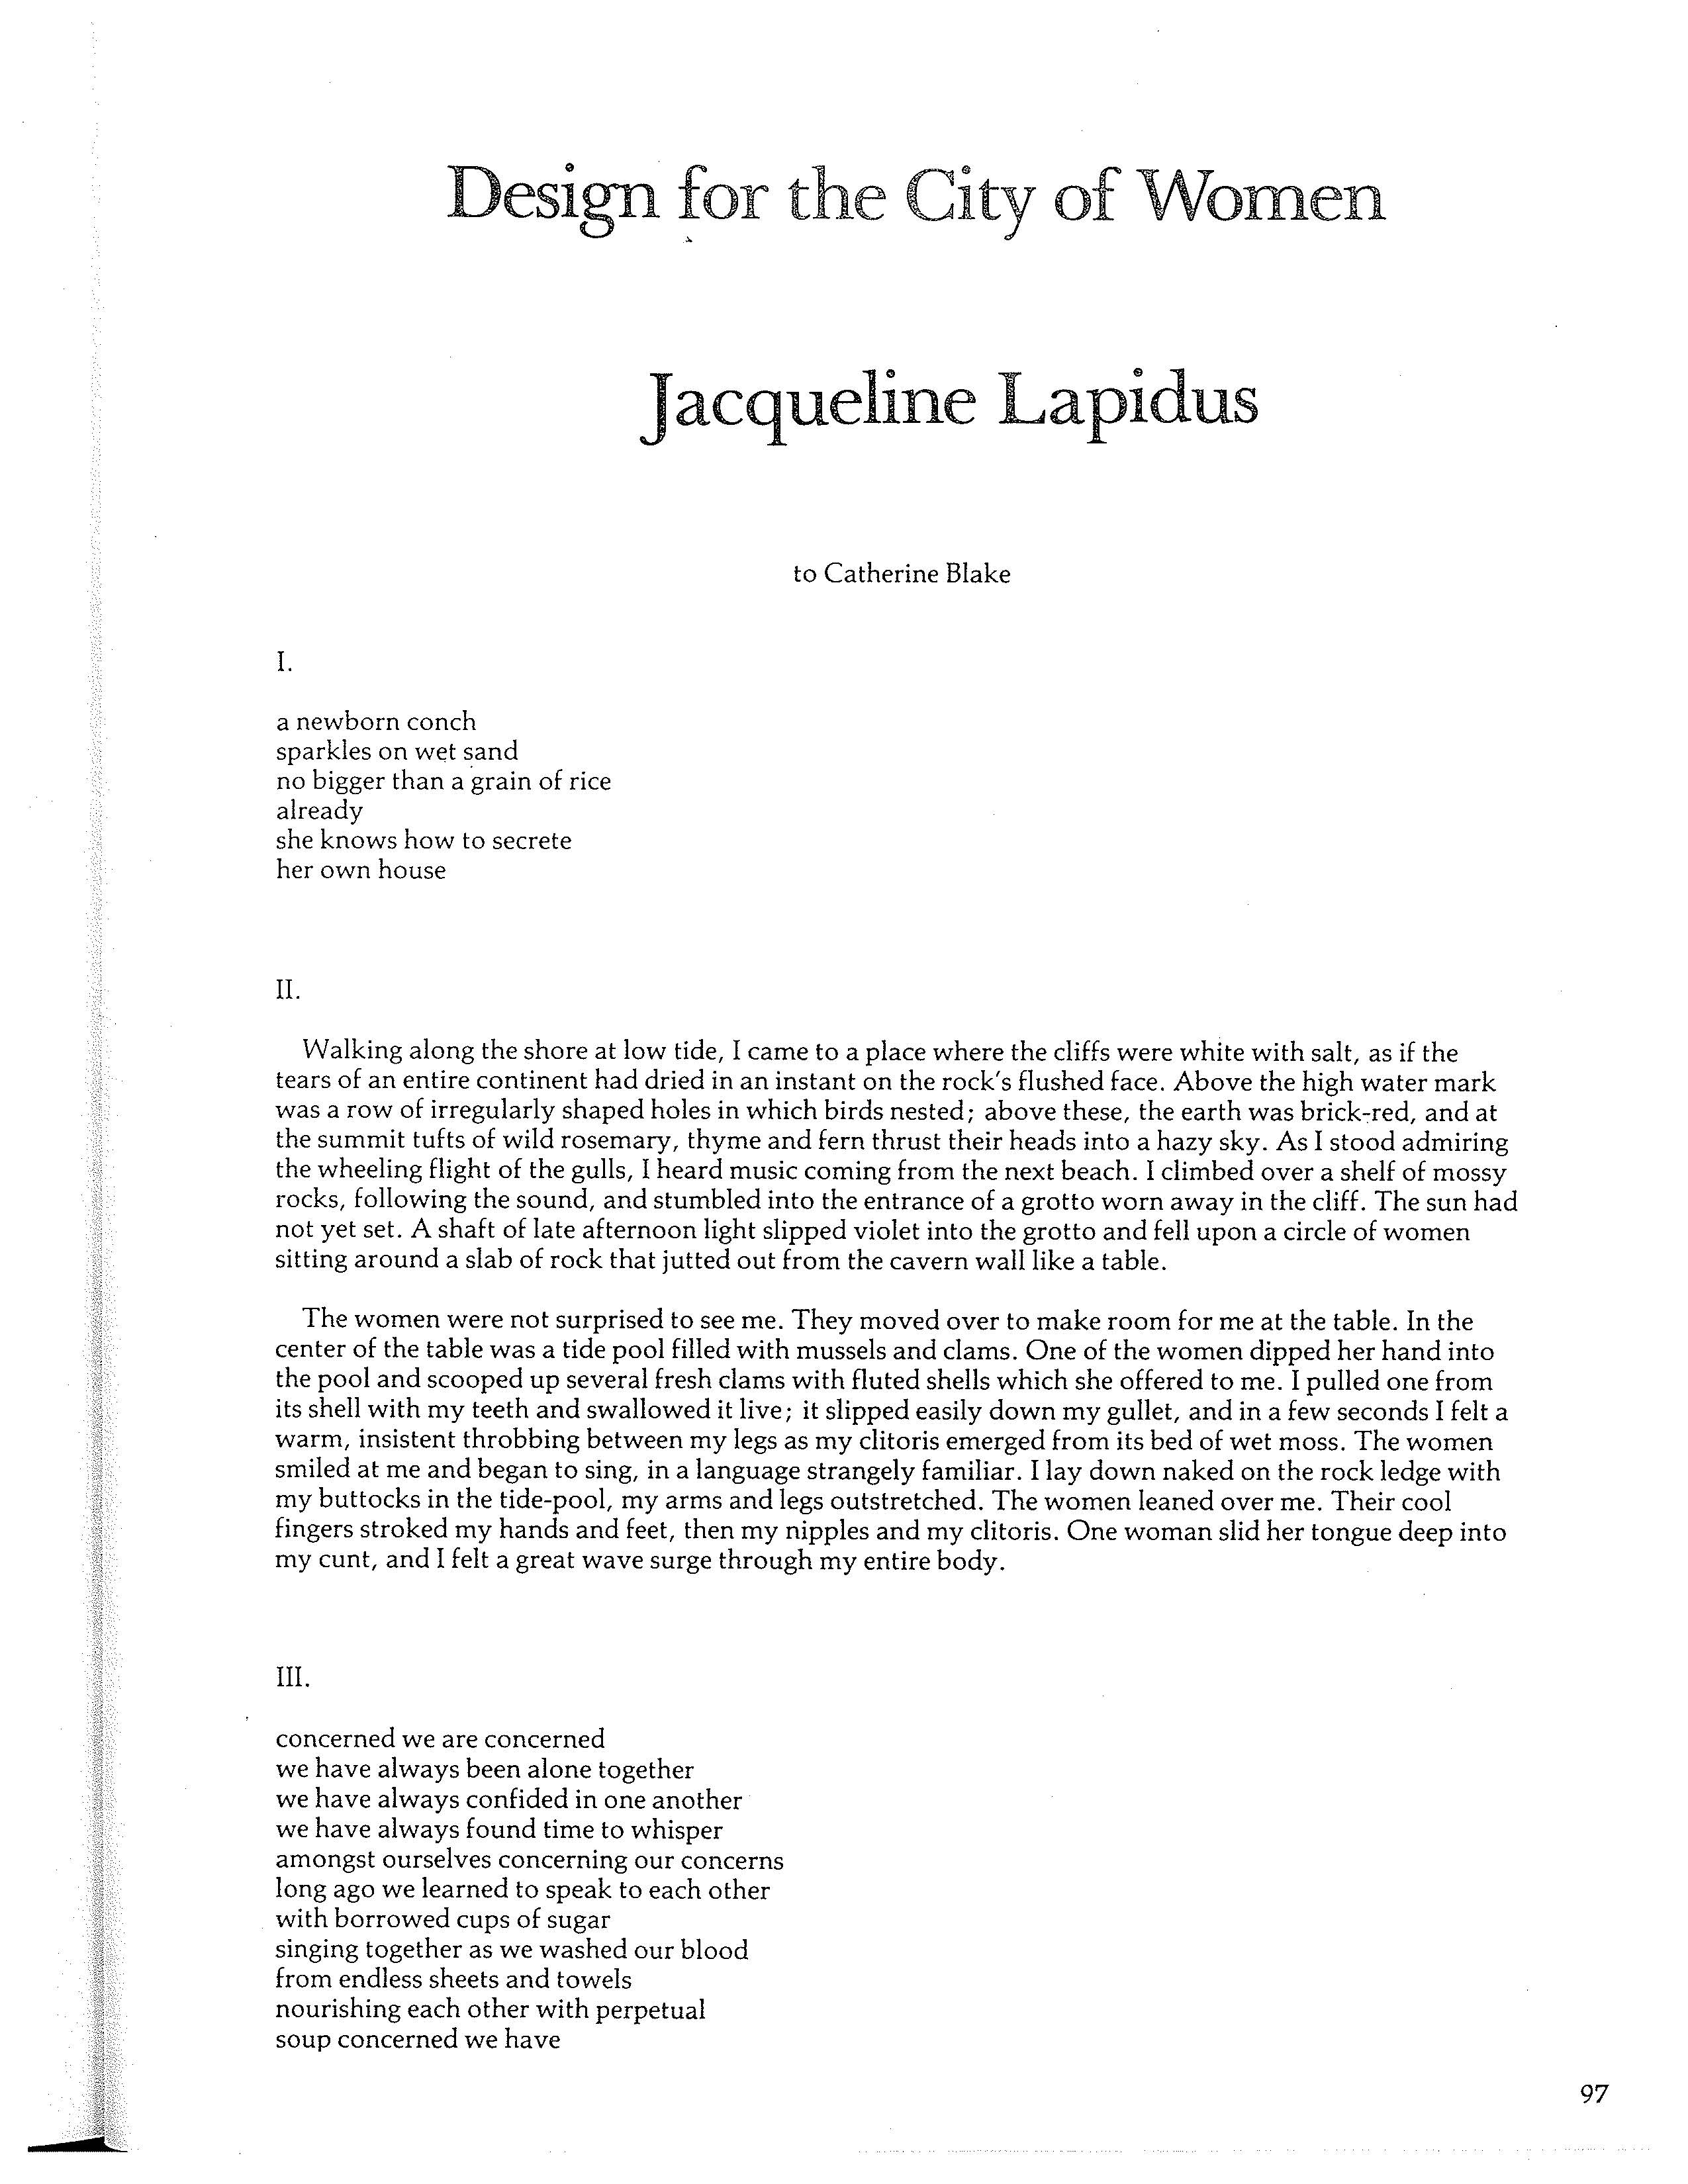 Design for the City of Women
Jacqueline Lapidus
to Catherine Blake
I.
a newborn conch
sparkles on wet sand
no bigger than a grain of rice
already
she knows how to secrete
her own house
II.
Walking along the shore at low tide, I came to a place where the cliffs were white with salt, as if the
tears of an entire continent had dried in an instant on the rock's flushed face. Above the high water mark
was a row of irregularly shaped holes in which birds nested; above these, the earth was brick-red, and at
the summit tufts of wild rosemary, thyme and fern thrust their heads into a hazy sky. As I stood admiring
the wheeling flight of the gulls, I heard music coming from the next beach. I climbed over a shelf of mossy
rocks, following the sound, and stumbled into the entrance of a grotto worn away in the cliff. The sun had
not yet set. A shaft of late afternoon light slipped violet into the grotto and fell upon a circle of women
sitting around a slab of rock that jutted out from the cavern wall like a table.
The women were not surprised to see me. They moved over to make room for me at the table. In the
center of the table was a tide pool filled with mussels and clams. One of the women dipped her hand into
the pool and scooped up several fresh clams with fluted shells which she offered to me. I pulled one from
its shell with my teeth and swallowed it live; it slipped easily down my gullet, and in a few seconds I felt a
warm, insistent throbbing between my legs as my clitoris emerged from its bed of wet moss. The women
smiled at me and began to sing, in a language strangely familiar. I lay down naked on the rock ledge with
my buttocks in the tide-pool, my arms and legs outstretched. The women leaned over me. Their cool
fingers stroked my hands and feet, then my nipples and my clitoris. One woman slid her tongue deep into
my cunt, and I felt a great wave surge through my entire body.
III.
concerned we are concerned
we have always been alone together
we have always confided in one another
we have always found time to whisper
amongst ourselves concerning our concerns
long ago we learned to speak to each other
with borrowed cups of sugar
singing together as we washed our blood
from endless sheets and towels
nourishing each other with perpetual
soup concerned we have
97